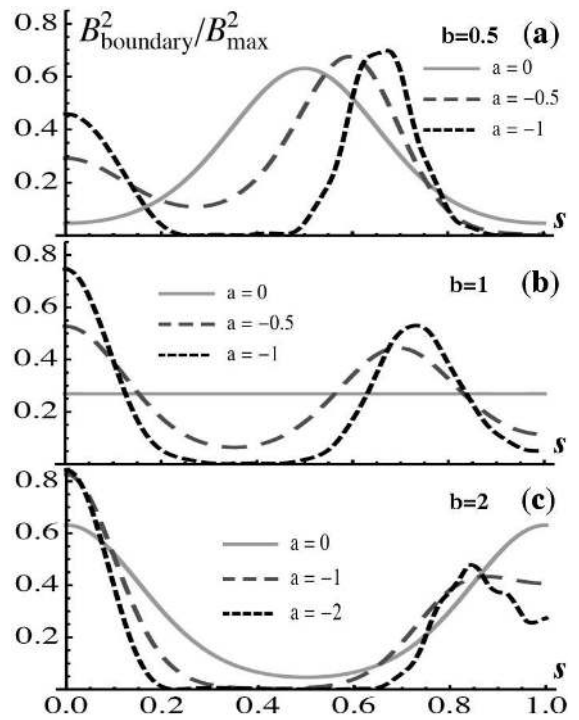 0.8
B²boundary/B²max
b=0.5 (a)
a = 0
0.6
a = −0.5
0.4
a = −1
0.2
s
0.8
0.6
b=1 (b)
a = 0
a = −0.5
0.4
a = −1
0.2
s
0.8
b=2 (c)
0.6
a = 0
a = −1
0.4
a = −2
0.2
s
0.0 0.2 0.4 0.6 0.8 1.0